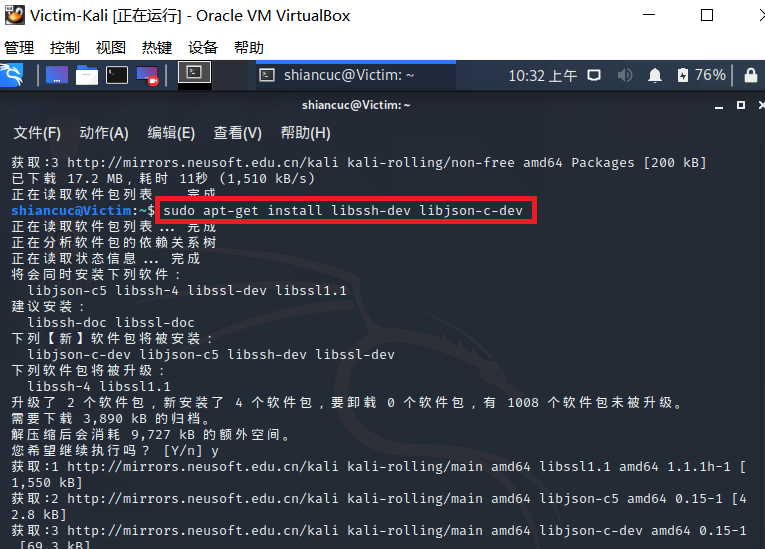 Victim-Kali [正在运行] - Oracle VM VirtualBox
管理 控制 视图 热键 设备 帮助
shiancuc@Victim: ~ 10:32 上午 76%
shiancuc@Victim: ~
文件(F) 动作(A) 编辑(E) 查看(V) 帮助(H)
获取:3 http://mirrors.neusoft.edu.cn/kali kali-rolling/non-free amd64 Packages [200 kB]
已下载 17.2 MB，耗时 11秒 (1,510 kB/s)
正在读取软件包列表... 完成
shiancuc@Victim:~$ sudo apt-get install libssh-dev libjson-c-dev
正在读取软件包列表... 完成
正在分析软件包的依赖关系树
正在读取状态信息... 完成
将会同时安装下列软件：
libjson-c5 libssh-4 libssl-dev libssl1.1
建议安装：
libssh-doc libssl-doc
下列【新】软件包将被安装：
libjson-c-dev libjson-c5 libssh-dev libssl-dev
下列软件包将被升级：
libssh-4 libssl1.1
升级了 2 个软件包，新安装了 4 个软件包，要卸载 0 个软件包，有 1008 个软件包未被升级。
需要下载 3,890 kB 的归档。
解压缩后会消耗 9,727 kB 的额外空间。
您希望继续执行吗？ [Y/n] y
获取:1 http://mirrors.neusoft.edu.cn/kali kali-rolling/main amd64 libssl1.1 amd64 1.1.1h-1 [
1,550 kB]
获取:2 http://mirrors.neusoft.edu.cn/kali kali-rolling/main amd64 libjson-c5 amd64 0.15-1 [4
2.8 kB]
获取:3 http://mirrors.neusoft.edu.cn/kali kali-rolling/main amd64 libjson-c-dev amd64 0.15-1
[69.3 kB]